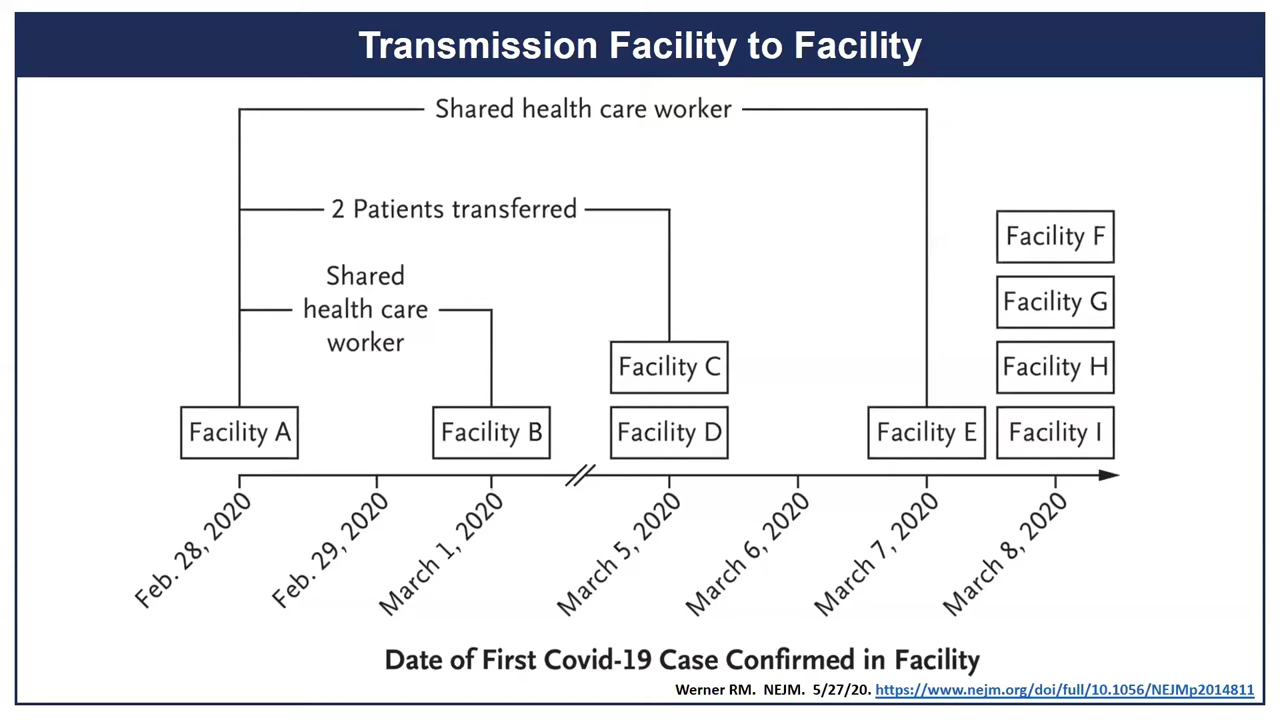 Transmission Facility to Facility
Shared health care worker
2 Patients transferred
Shared
health care
worker
Facility F
Facility G
Facility C
Facility H
Facility A
Facility B
Facility D
Facility E
Facility I
Feb. 28, 2020
Feb. 29, 2020
March 1, 2020
March 5, 2020
March 6, 2020
March 7, 2020
March 8, 2020
Date of First Covid-19 Case Confirmed in Facility
Werner RM. NEJM. 5/27/20. https://www.nejm.org/doi/full/10.1056/NEJMp2014811